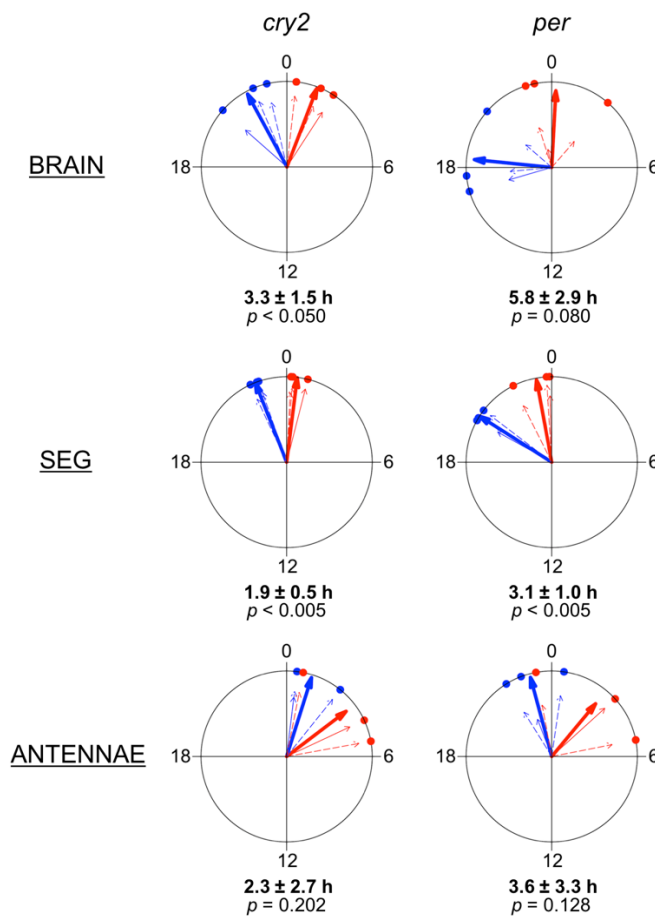 cry2 per
0 0
BRAIN 18 6 18 6
12 12
3.3 ± 1.5 h 5.8 ± 2.9 h
p < 0.050 p = 0.080
0 0
SEG 18 6 18 6
12 12
1.9 ± 0.5 h 3.1 ± 1.0 h
p < 0.005 p < 0.005
0 0
ANTENNAE 18 6 18 6
12 12
2.3 ± 2.7 h 3.6 ± 3.3 h
p = 0.202 p = 0.128